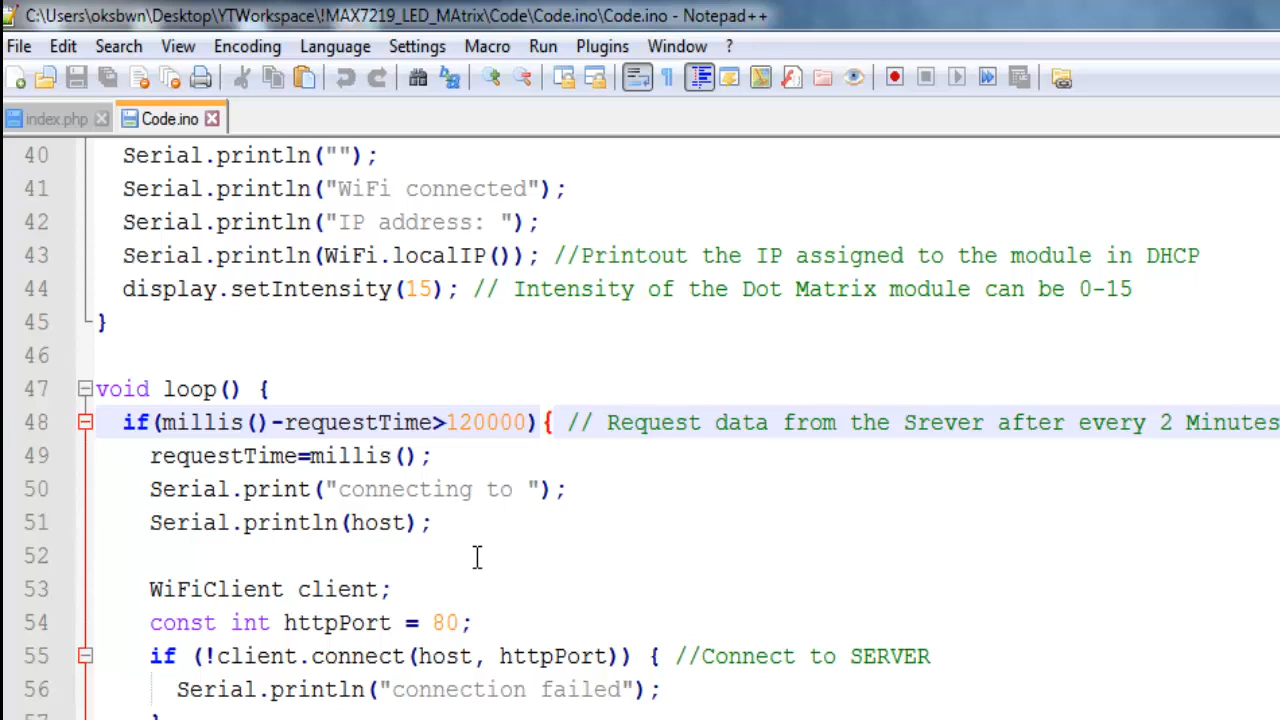 C:\Users\oksbwn\Desktop\YTWorkspace\!MAX7219_LED_MAtrix\Code\Code.ino\Code.ino - Notepad++
File Edit Search View Encoding Language Settings Macro Run Plugins Window ?
index.php Code.ino
40 Serial.println("");
41 Serial.println("WiFi connected");
42 Serial.println("IP address: ");
43 Serial.println(WiFi.localIP()); //Printout the IP assigned to the module in DHCP
44 display.setIntensity(15); // Intensity of the Dot Matrix module can be 0-15
45 }
46
47 void loop() {
48 if(millis()-requestTime>120000){ // Request data from the Srever after every 2 Minutes
49 requestTime=millis();
50 Serial.print("connecting to ");
51 Serial.println(host);
52
53 WiFiClient client;
54 const int httpPort = 80;
55 if (!client.connect(host, httpPort)) { //Connect to SERVER
56 Serial.println("connection failed");
57 }